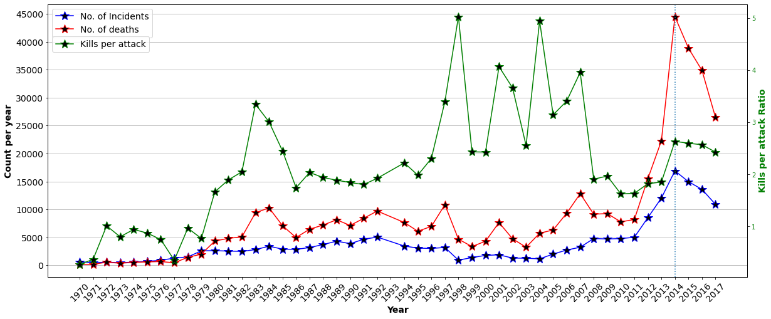 No. of Incidents
No. of deaths
Kills per attack
45000
40000
35000
30000
25000
20000
15000
10000
5000
0
Count per year
5
4
3
2
1
Kills per attack Ratio
1970 1971 1972 1973 1974 1975 1976 1977 1978 1979 1980 1981 1982 1983 1984 1985 1986 1987 1988 1989 1990 1991 1992 1994 1995 1996 1997 1998 1999 2000 2001 2002 2003 2004 2005 2006 2007 2008 2009 2010 2011 2012 2013 2014 2015 2016 2017
Year